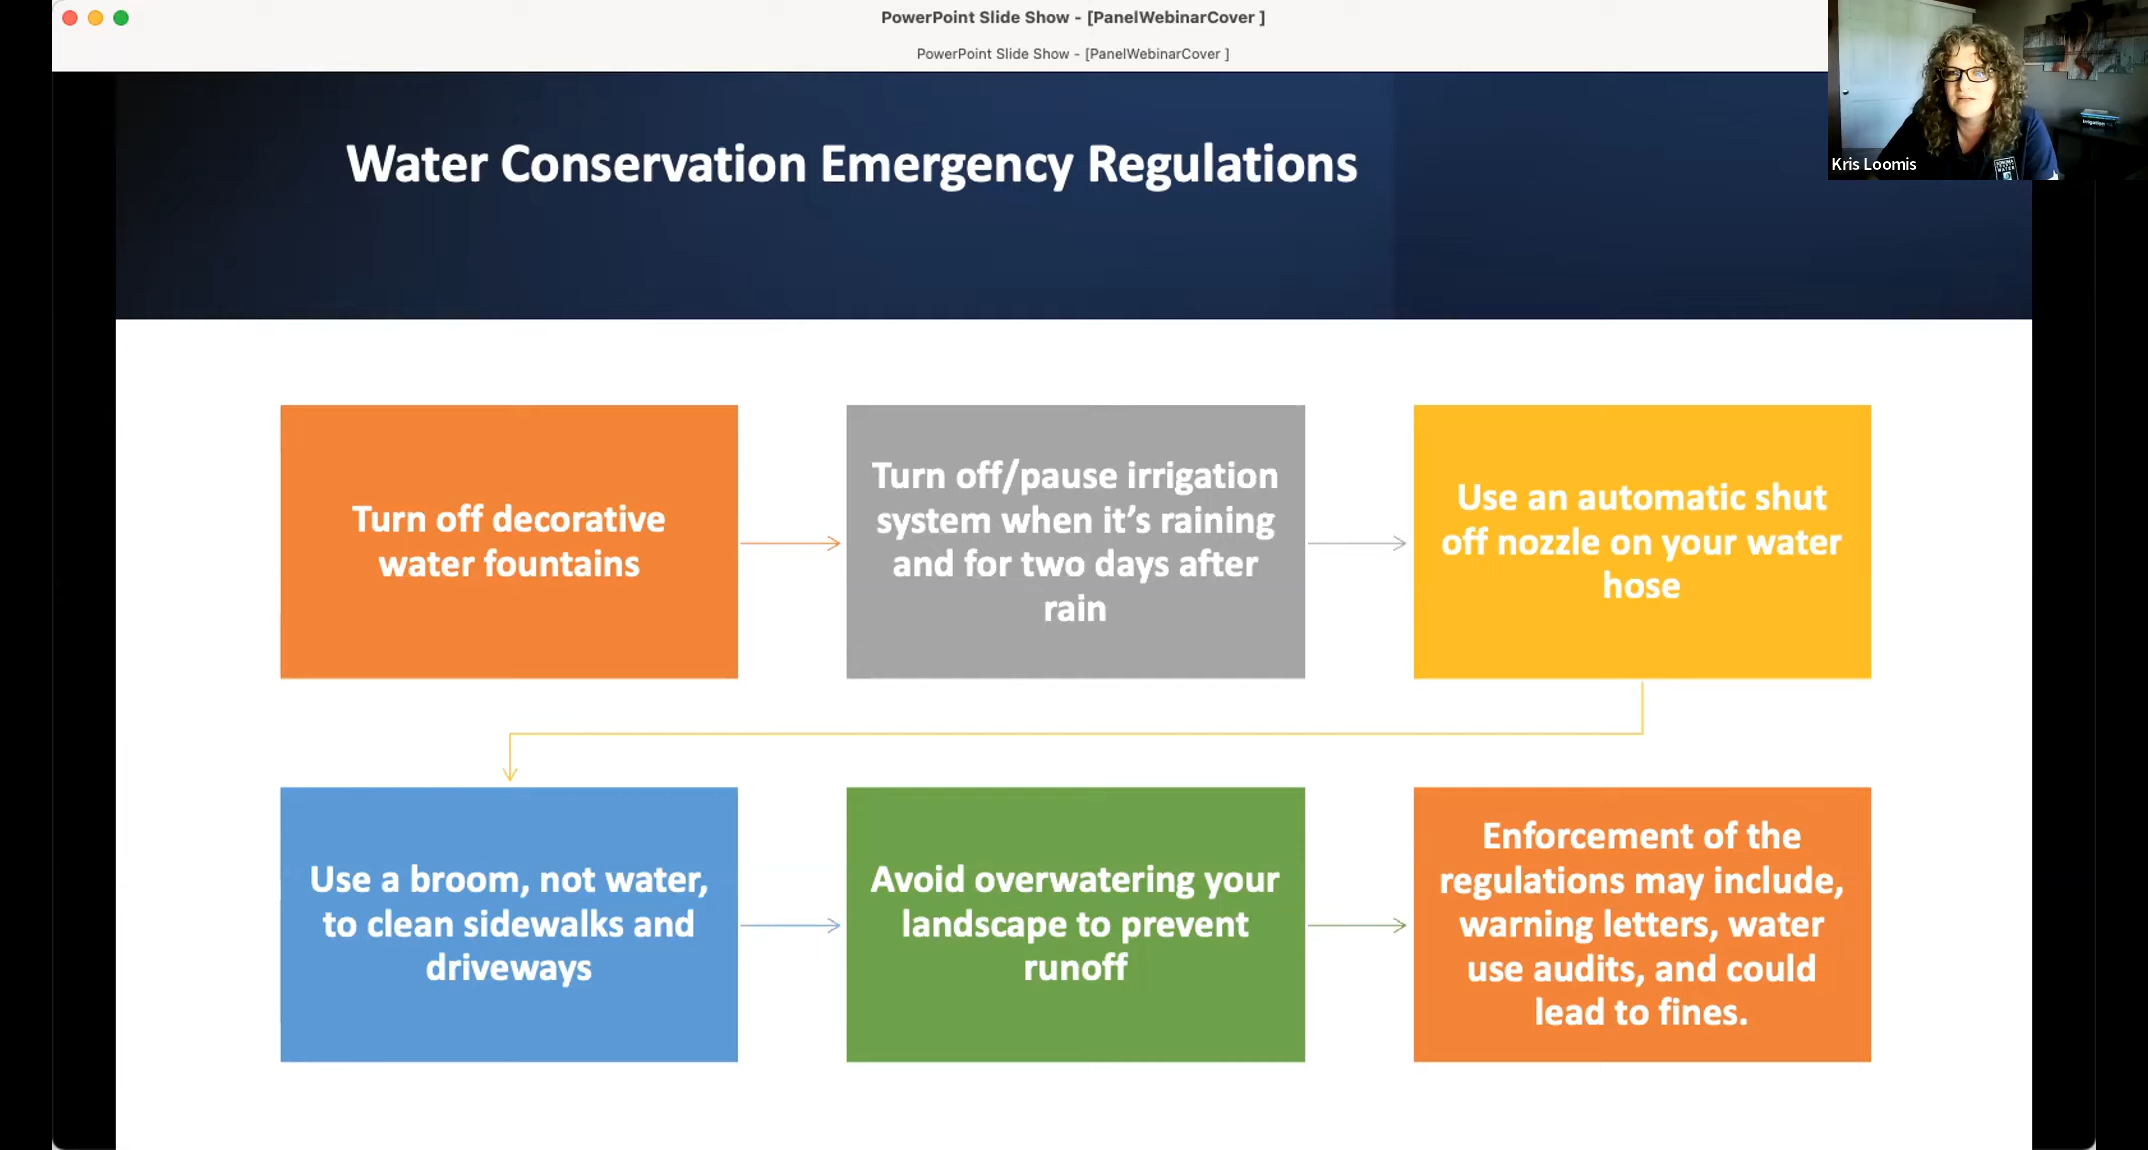 PowerPoint Slide Show - [PanelWebinarCover ]
PowerPoint Slide Show - [PanelWebinarCover ]
Kris Loomis
Irrigation
Water Conservation Emergency Regulations
Turn off decorative
water fountains
Turn off/pause irrigation
system when it’s raining
and for two days after
rain
Use an automatic shut
off nozzle on your water
hose
Use a broom, not water,
to clean sidewalks and
driveways
Avoid overwatering your
landscape to prevent
runoff
Enforcement of the
regulations may include,
warning letters, water
use audits, and could
lead to fines.